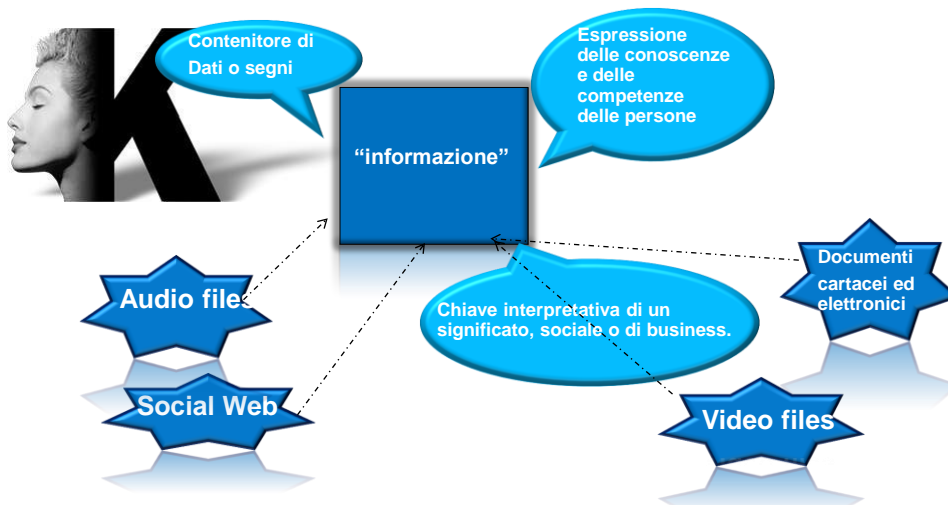 Contenitore di
Dati o segni
Espressione
delle conoscenze
e delle
competenze
delle persone
K
“informazione”
Audio files
Social Web
Chiave interpretativa di un
significato, sociale o di business.
Documenti
cartacei ed
elettronici
Video files